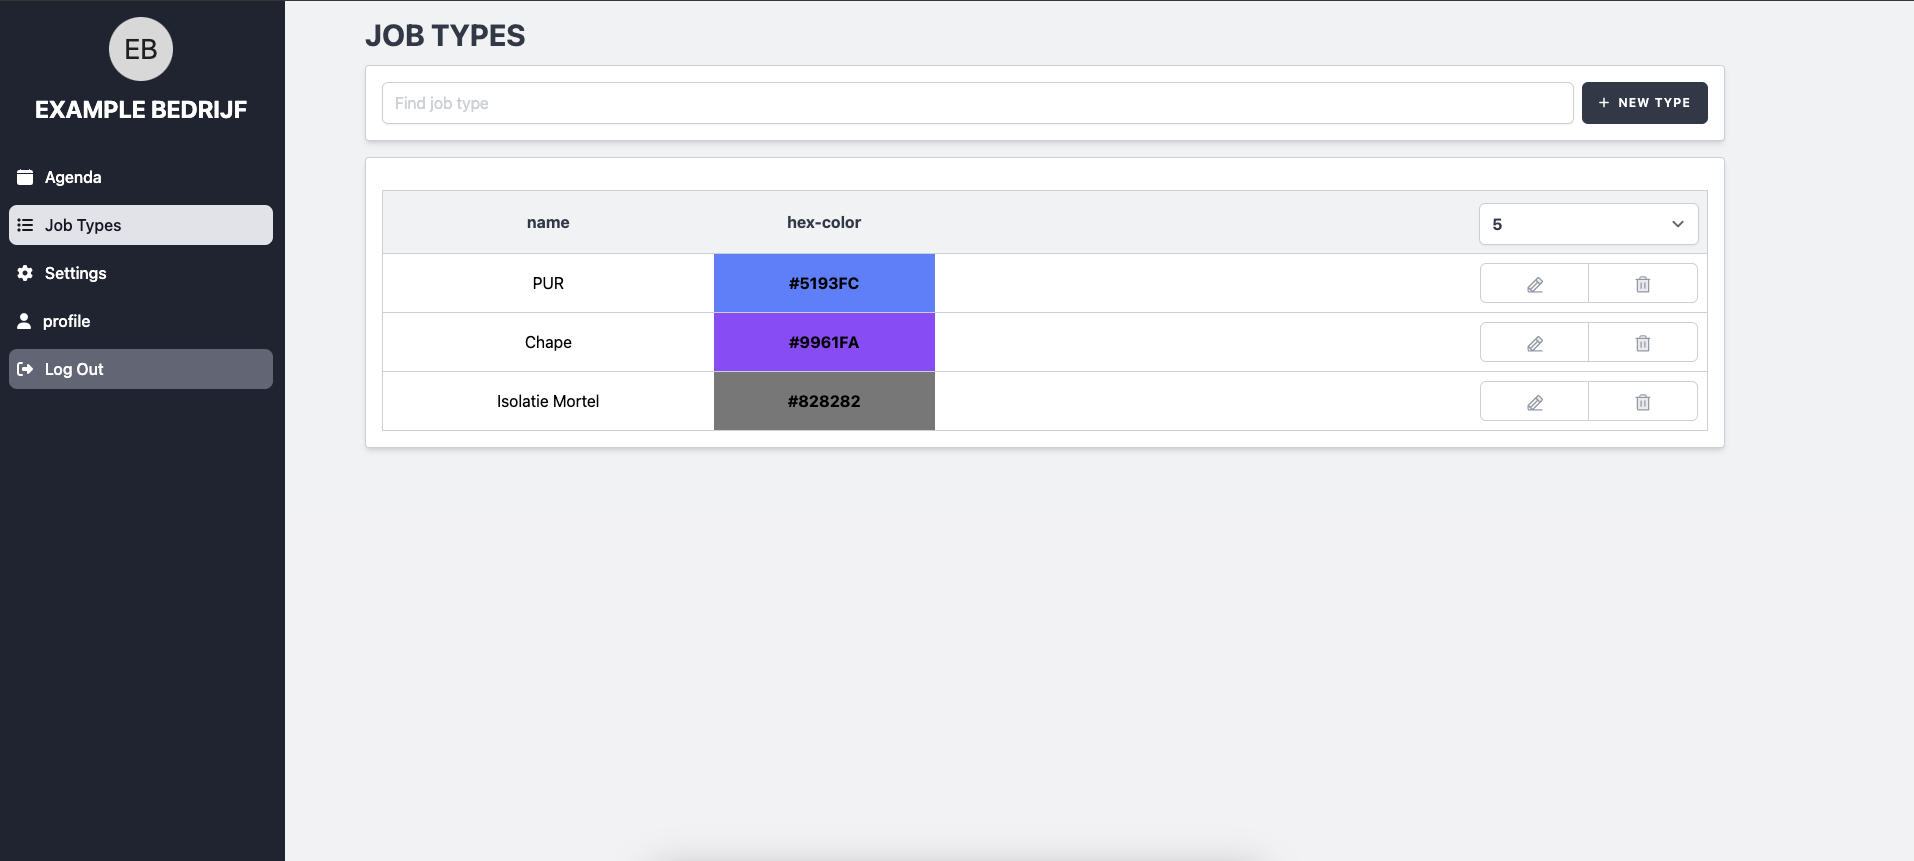 EB
EXAMPLE BEDRIJF
Agenda
Job Types
Settings
profile
Log Out
JOB TYPES
Find job type
+ NEW TYPE
name hex-color 5
PUR #5193FC
Chape #9961FA
Isolatie Mortel #828282